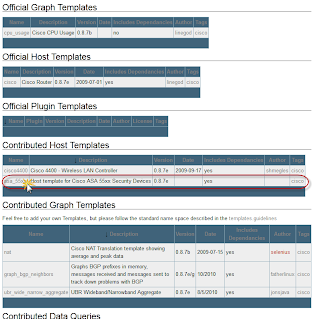 Official Graph Templates
Name Description Version Date Includes Dependencies Author Tags
cpu_usage Cisco CPU Usage 0.8.7b no linegod cisco
Official Host Templates
Name Description Version Date Includes Dependencies Author Tags
cisco Cisco Router 0.8.7e 2009-07-01 yes linegod cisco
Official Plugin Templates
Name Plugin Version Description Date Author License Tags
Contributed Host Templates
Name Description Version Date Includes Dependencies Author Tags
cisco4400 Cisco 4400 - Wireless LAN Controller 0.8.7e 2009-09-17 yes cisco
Host template for Cisco ASA 55xx Security Devices 0.8.7e yes cisco
Contributed Graph Templates
Feel free to add your own Templates, but please follow the standard name space described in the templates guidelines
Name Description Version Date Includes Dependencies Author Tags
nat Cisco NAT Translation template showing average and peak data 0.8.7b 2009-07-15 yes selenius cisco
graph_bgp_neighbors Graphs BGP prefixes in memory, messages received and messages sent to track down problems with BGP. 0.8.7e/g 10/2010 yes fatherlinux cisco
ubr_wide_narrow_aggregate UBR Wideband/Narrowband Aggregate 0.8.7e 8/5/2010 yes cisco
Contributed Data Queries